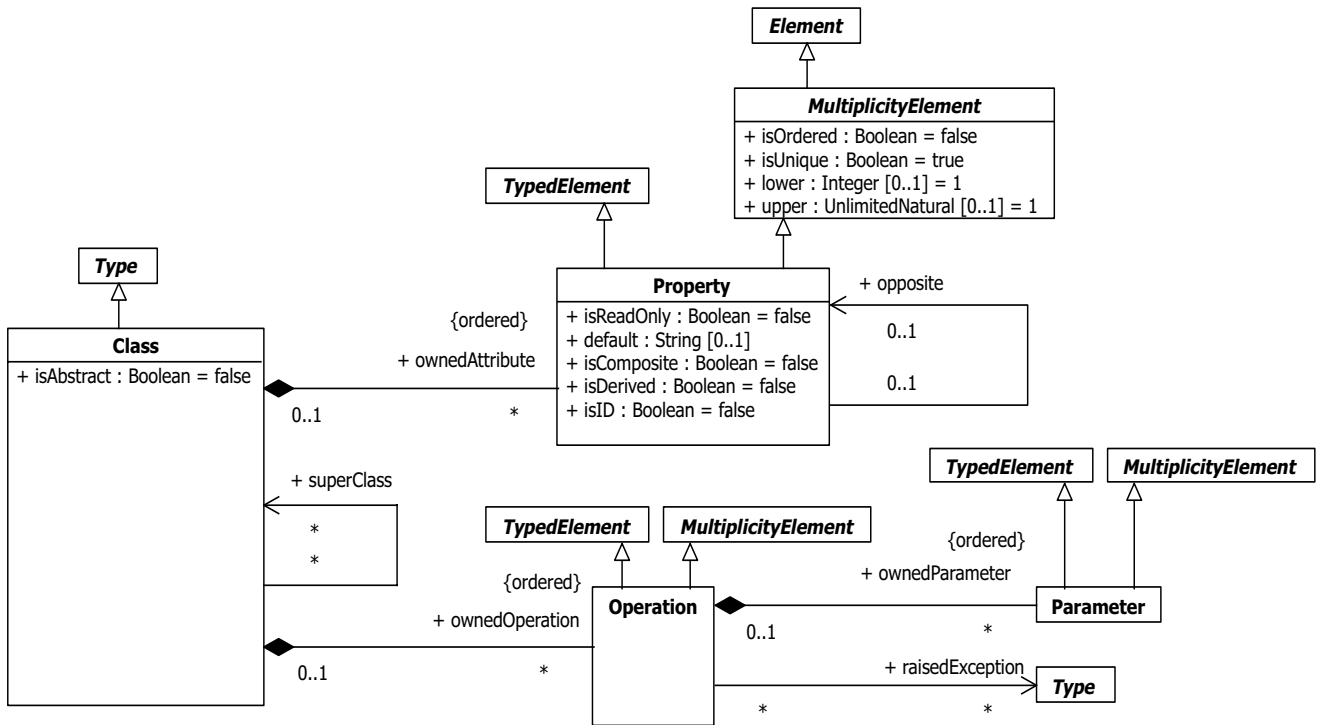 Element
MultiplicityElement
+ isOrdered : Boolean = false
+ isUnique : Boolean = true
+ lower : Integer [0..1] = 1
+ upper : UnlimitedNatural [0..1] = 1
TypedElement
Type
Property
+ isReadOnly : Boolean = false
+ default : String [0..1]
+ isComposite : Boolean = false
+ isDerived : Boolean = false
+ isID : Boolean = false
+ opposite
0..1
0..1
Class
+ isAbstract : Boolean = false
{ordered}
+ ownedAttribute
0..1
*
+ superClass
*
*
TypedElement
MultiplicityElement
{ordered}
+ ownedOperation
0..1
*
Operation
TypedElement
MultiplicityElement
{ordered}
+ ownedParameter
0..1
*
Parameter
+ raisedException
*
*
Type